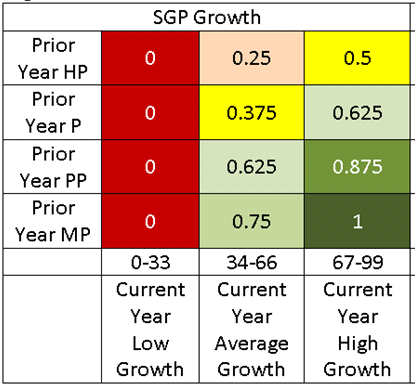 SGP Growth
Prior Year HP 0 0.25 0.5
Prior Year P 0 0.375 0.625
Prior Year PP 0 0.625 0.875
Prior Year MP 0 0.75 1
0-33 34-66 67-99
Current Year Low Growth
Current Year Average Growth
Current Year High Growth